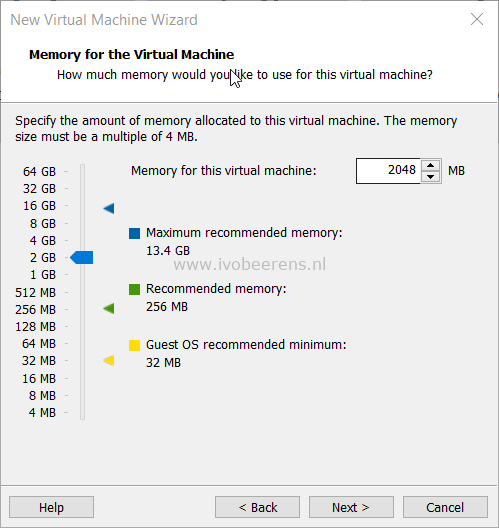 New Virtual Machine Wizard
Memory for the Virtual Machine
How much memory would you like to use for this virtual machine?
Specify the amount of memory allocated to this virtual machine. The memory
size must be a multiple of 4 MB.
Memory for this virtual machine: 2048 MB
64 GB
32 GB
16 GB
8 GB
4 GB
2 GB
1 GB
512 MB
256 MB
128 MB
64 MB
32 MB
16 MB
8 MB
4 MB
Maximum recommended memory:
13.4 GB
www.ivobeerens.nl
Recommended memory:
256 MB
Guest OS recommended minimum:
32 MB
Help
< Back
Next >
Cancel